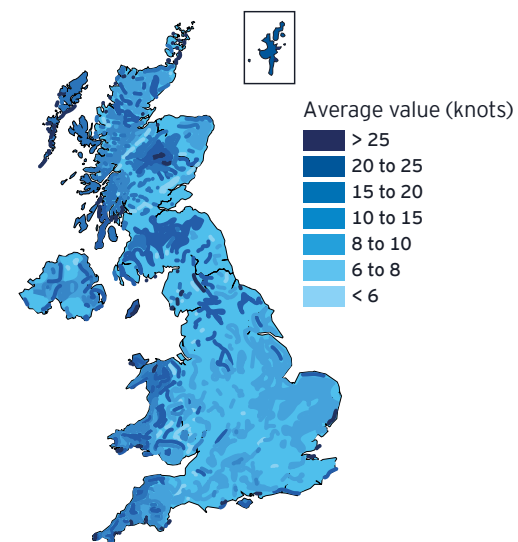 Average value (knots)
> 25
20 to 25
15 to 20
10 to 15
8 to 10
6 to 8
< 6